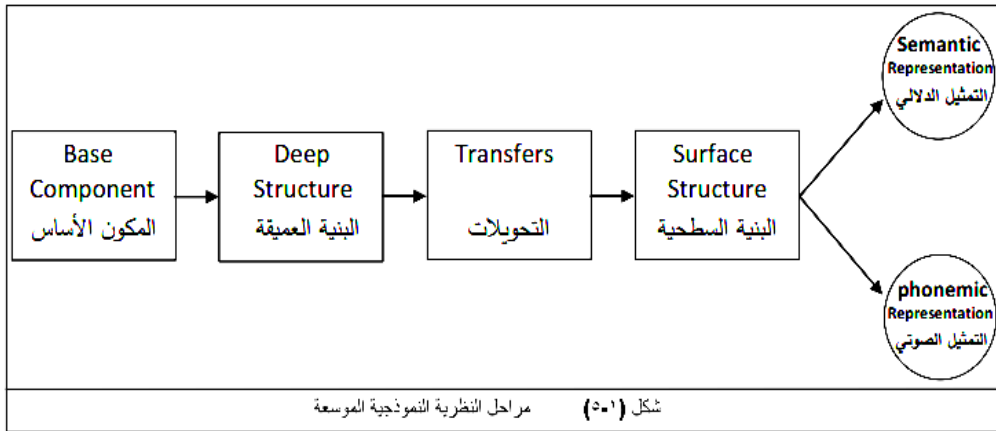 Base
Component
المكون الأساس
Deep
Structure
البنية العميقة
Transfers
التحويلات
Surface
Structure
البنية السطحية
Semantic
Representation
التمثيل الدلالي
phonemic
Representation
التمثيل الصوتي
شكل (١-٥) مراحل النظرية النموذجية الموسعة